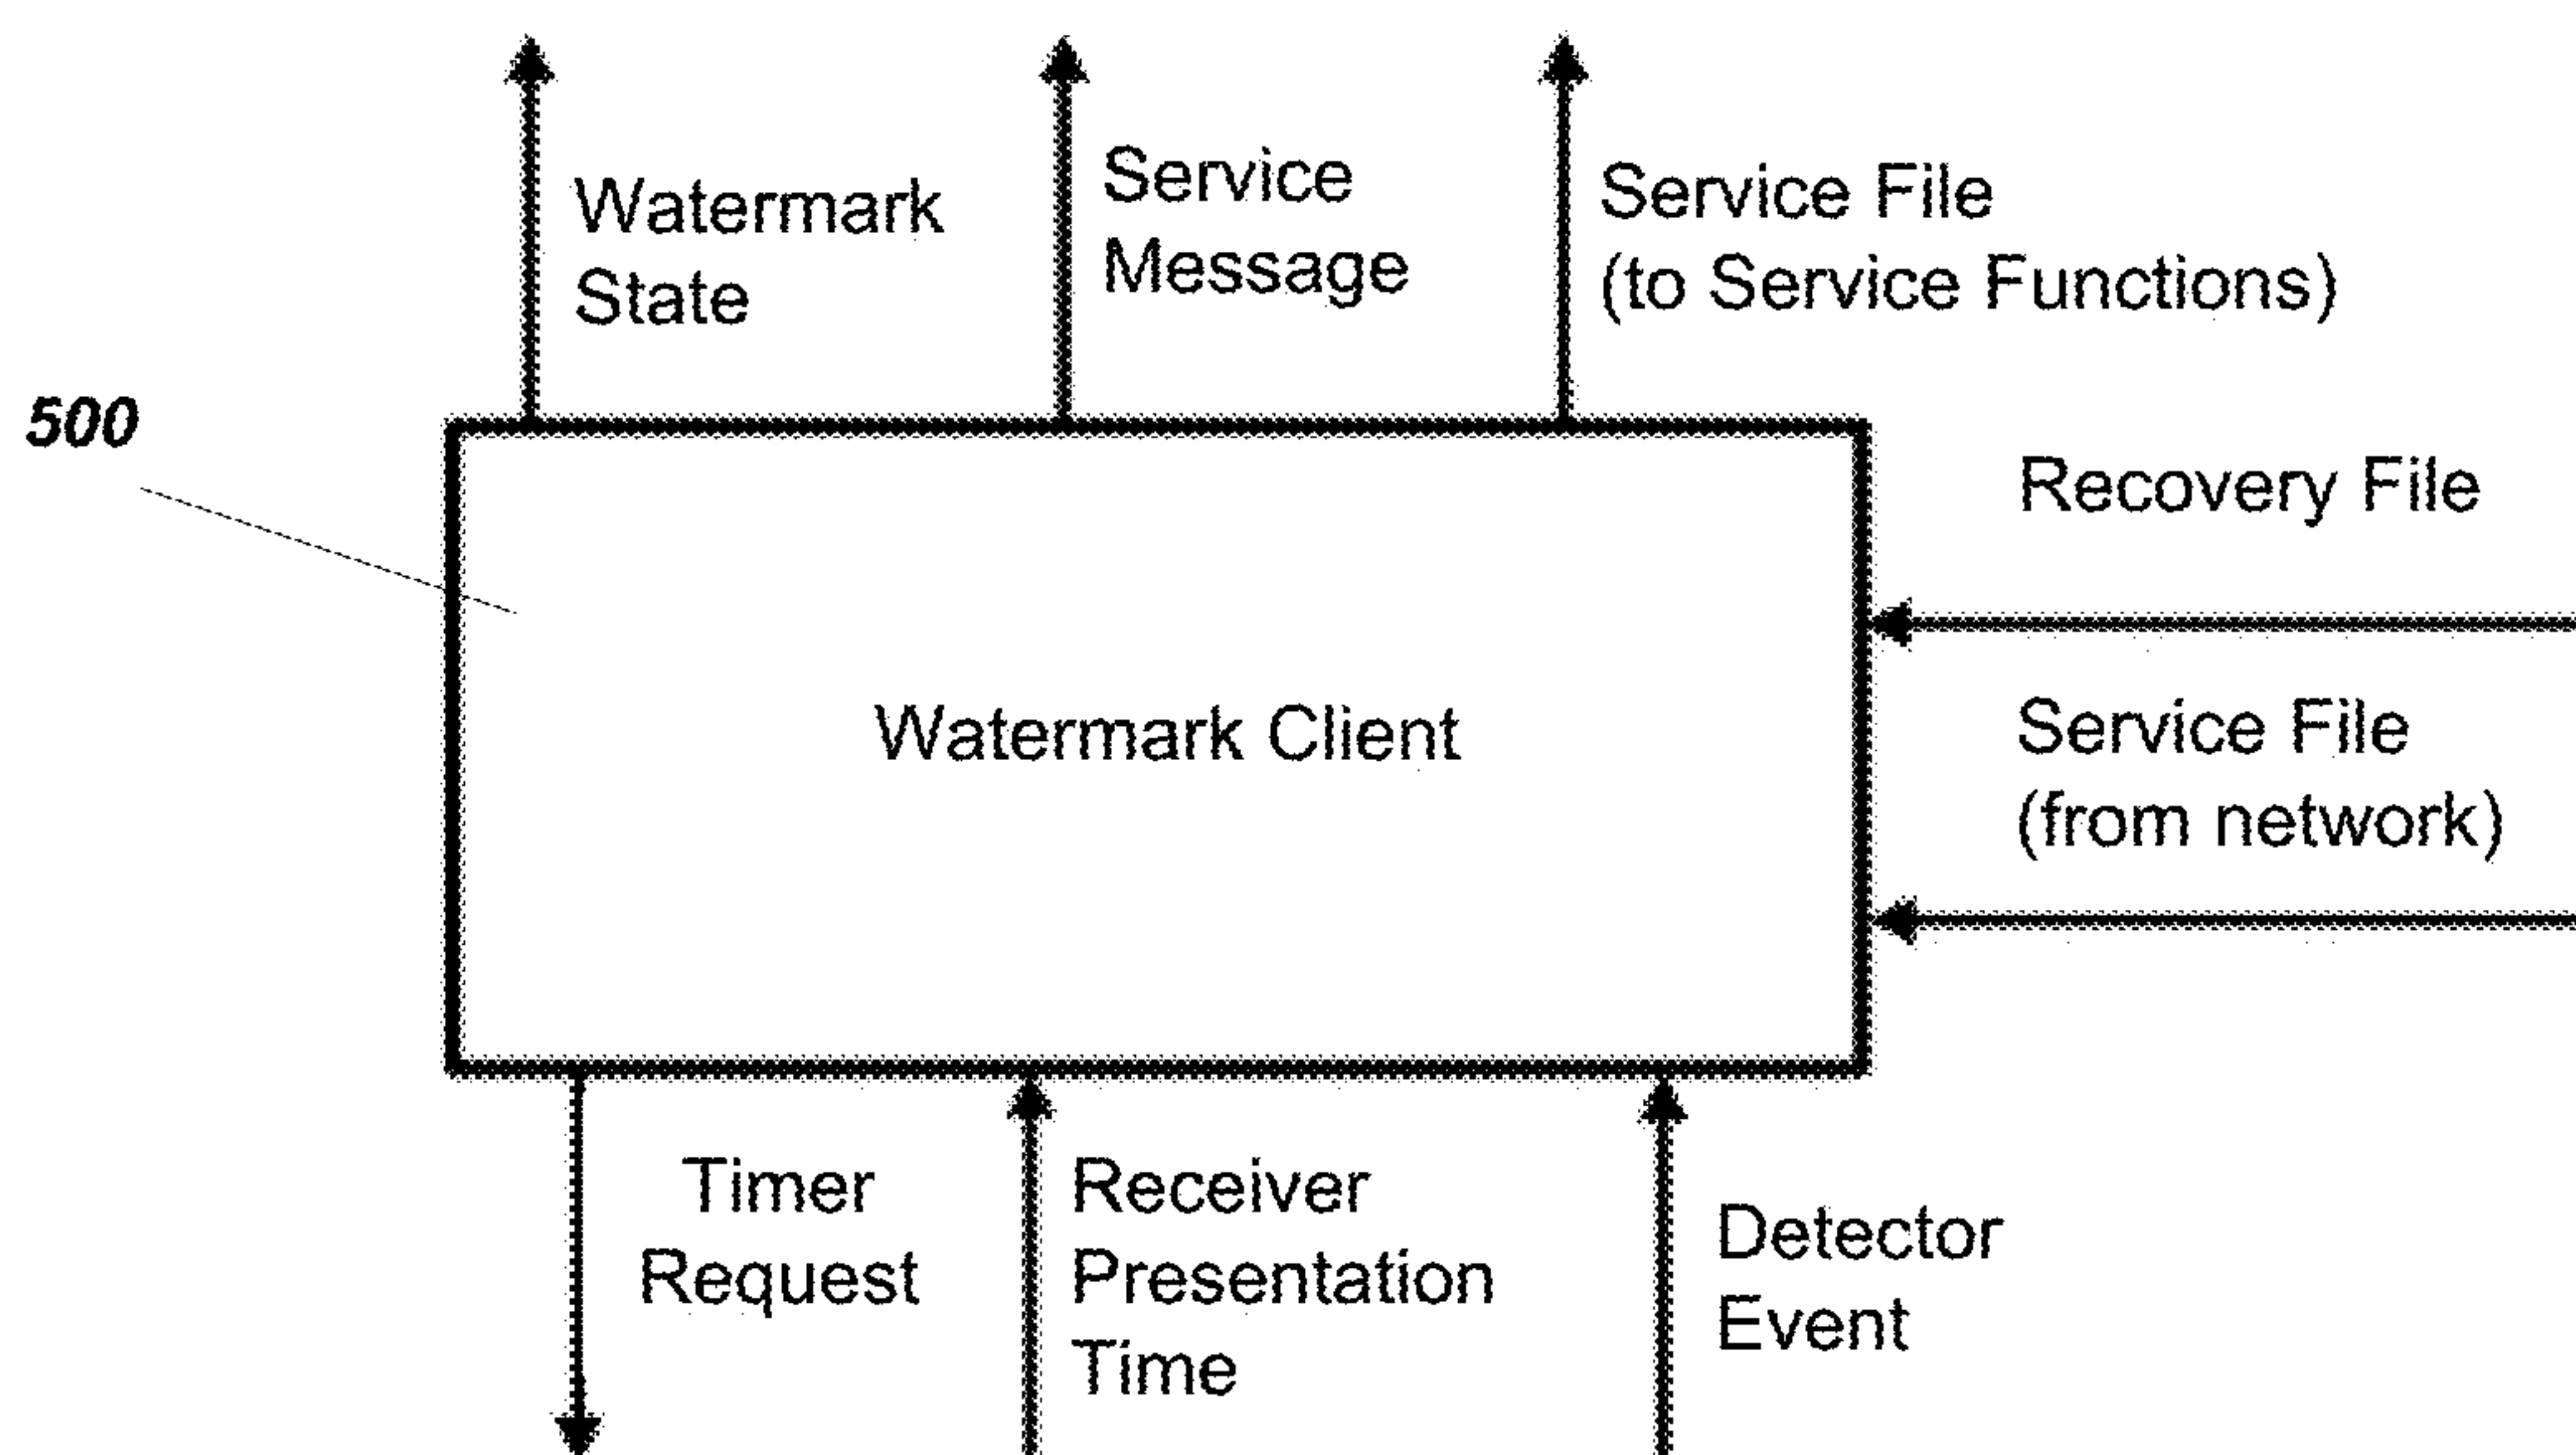 Watermark
State
Service
Message
Service File
(to Service Functions)
500
Recovery File
Watermark Client
Service File
(from network)
Timer
Request
Receiver
Presentation
Time
Detector
Event